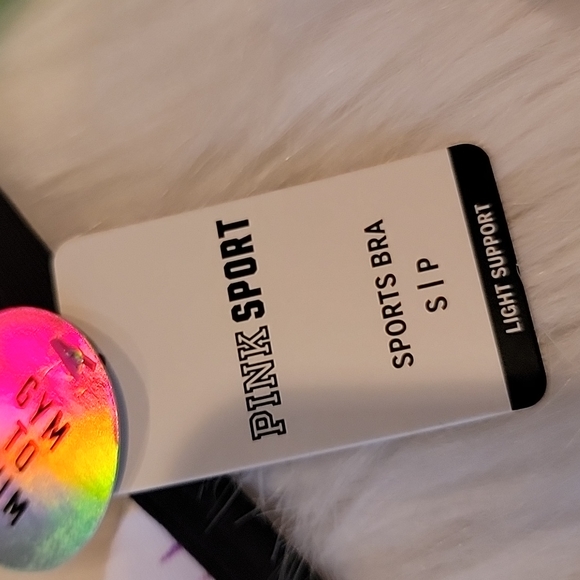 PINK SPORT
SPORTS BRA
S | P
LIGHT SUPPORT
GYM
TO